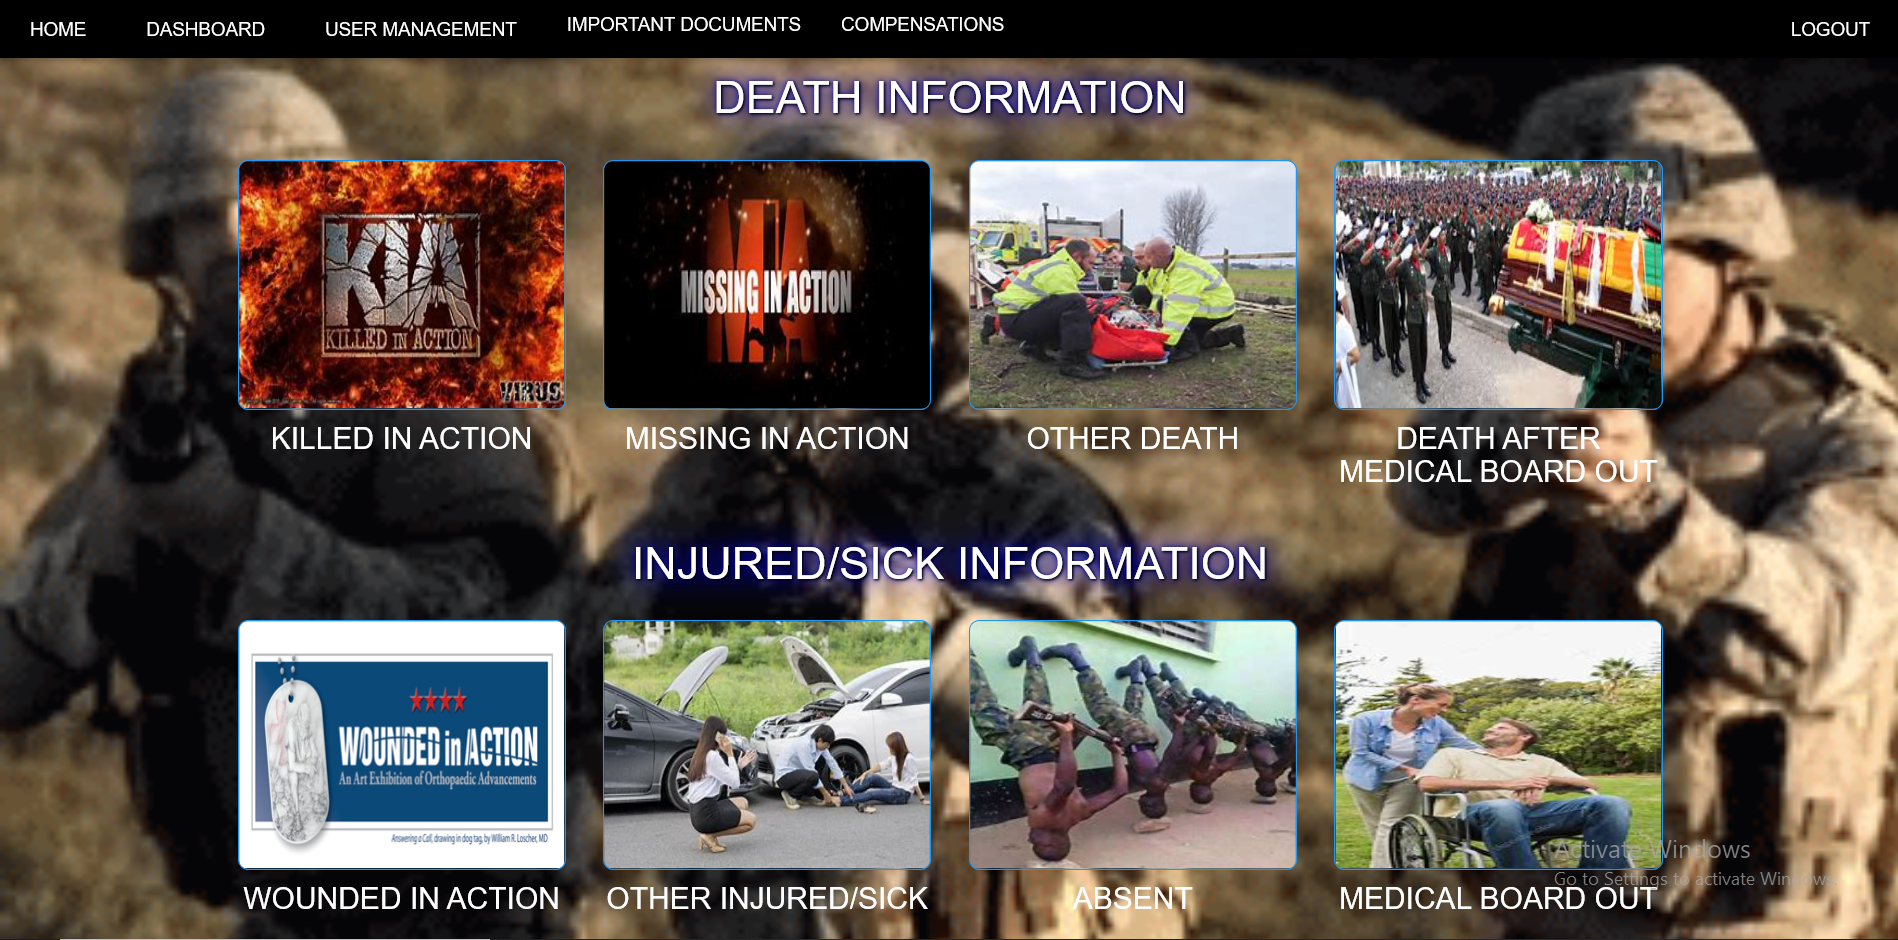 HOME DASHBOARD USER MANAGEMENT IMPORTANT DOCUMENTS COMPENSATIONS LOGOUT
DEATH INFORMATION
KIA
KILLED IN ACTION
VIRUS
MIA
MISSING IN ACTION
KILLED IN ACTION
MISSING IN ACTION
OTHER DEATH
DEATH AFTER
MEDICAL BOARD OUT
INJURED/SICK INFORMATION
WOUNDED in ACTION
An Art Exhibition of Orthopaedic Advancements
Answering a Call, drawing in dog tag, by William R. Loscher, MD
WOUNDED IN ACTION
OTHER INJURED/SICK
ABSENT
MEDICAL BOARD OUT
Activate Windows
Go to Settings to activate Windows.